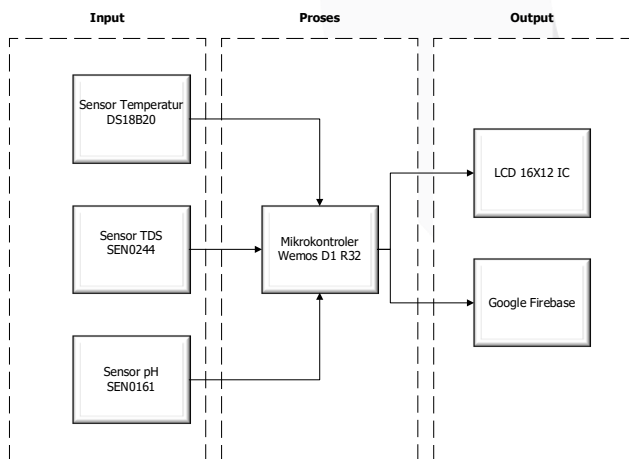 Input
Proses
Output
Sensor Temperatur
DS18B20
Sensor TDS
SEN0244
Sensor pH
SEN0161
Mikrokontroler
Wemos D1 R32
LCD 16X12 IC
Google Firebase